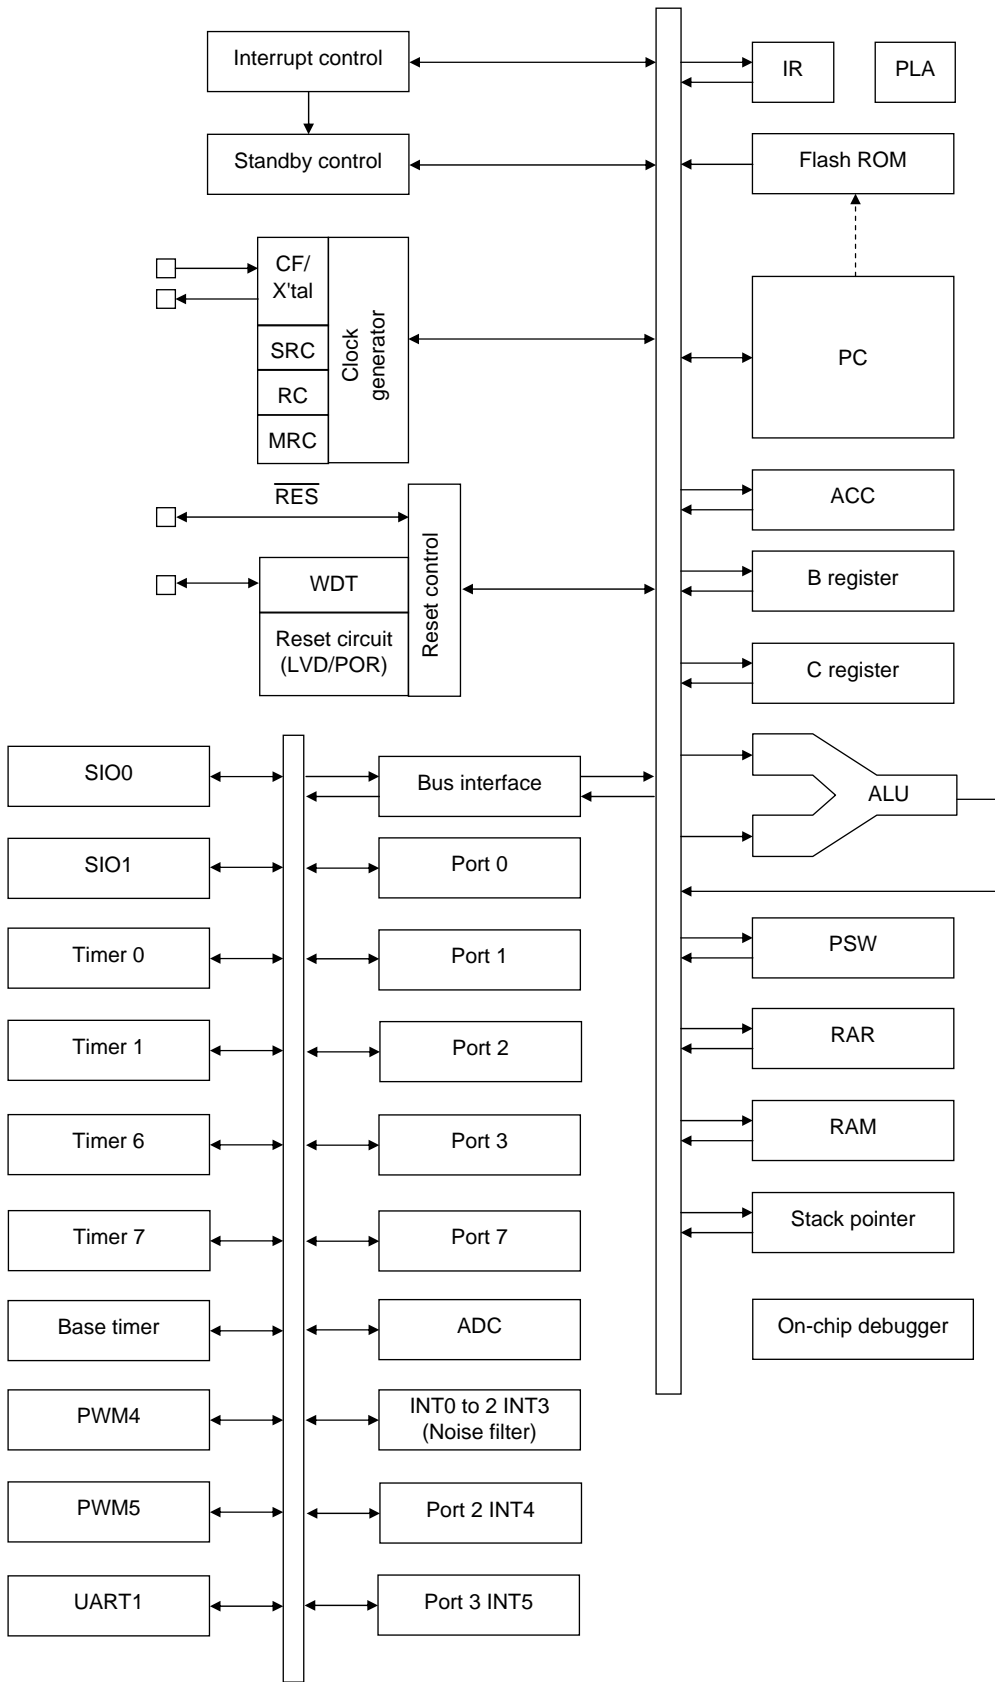 Interrupt control
IR
PLA
Standby control
Flash ROM
CF/
X'tal
SRC
RC
MRC
Clock
generator
PC
RES
WDT
Reset circuit
(LVD/POR)
Reset control
ACC
B register
C register
SIO0
Bus interface
ALU
SIO1
Port 0
Timer 0
Port 1
PSW
Timer 1
Port 2
RAR
Timer 6
Port 3
RAM
Timer 7
Port 7
Stack pointer
Base timer
ADC
On-chip debugger
PWM4
INT0 to 2 INT3
(Noise filter)
PWM5
Port 2 INT4
UART1
Port 3 INT5